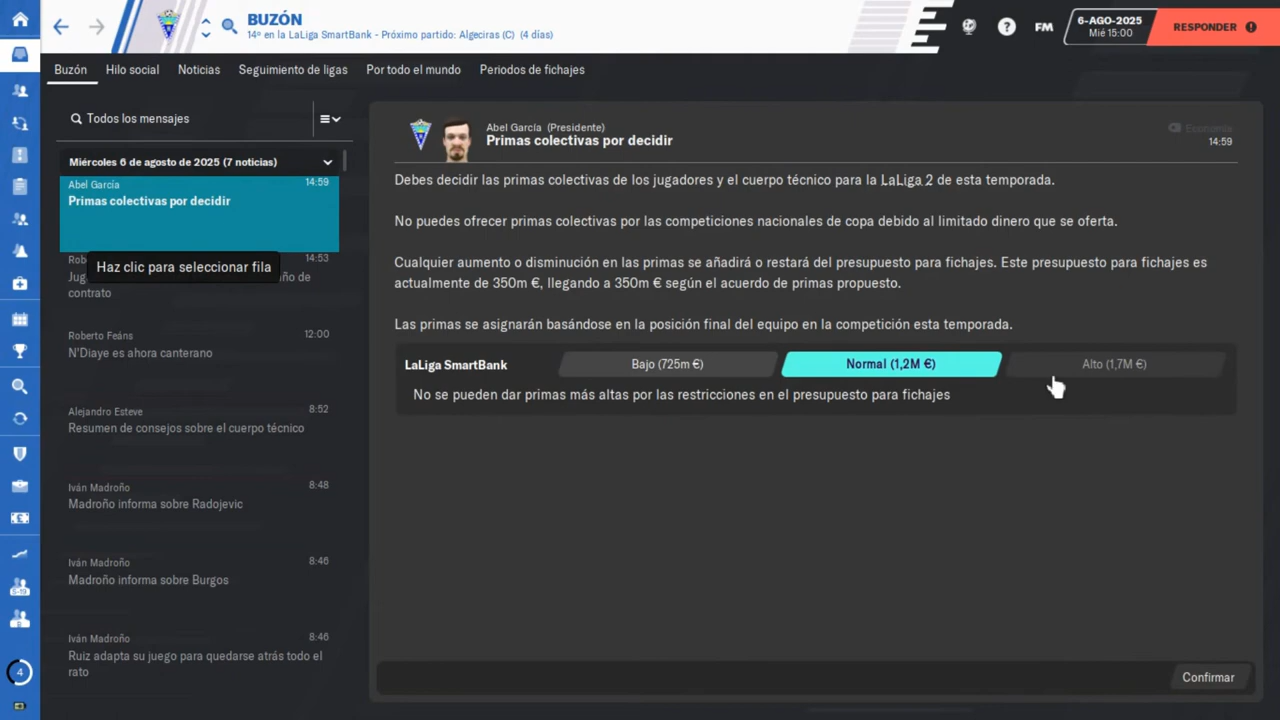 BUZÓN
14º en la LaLiga SmartBank - Próximo partido: Algeciras (C) (4 días)
FM
6-AGO-2025
Mié 15:00
RESPONDER
Buzón
Hilo social
Noticias
Seguimiento de ligas
Por todo el mundo
Periodos de fichajes
Todos los mensajes
Miércoles 6 de agosto de 2025 (7 noticias)
Abel García
14:59
Primas colectivas por decidir
Rob
14:53
Jug
ño de
contrato
Haz clic para seleccionar fila
Roberto Feáns
12:00
N'Diaye es ahora canterano
Alejandro Esteve
8:52
Resumen de consejos sobre el cuerpo técnico
Iván Madroño
8:48
Madroño informa sobre Radojevic
Iván Madroño
8:46
Madroño informa sobre Burgos
Iván Madroño
8:46
Ruiz adapta su juego para quedarse atrás todo el
rato
4
Abel García (Presidente)
Primas colectivas por decidir
Economía
14:59
Debes decidir las primas colectivas de los jugadores y el cuerpo técnico para la LaLiga 2 de esta temporada.
No puedes ofrecer primas colectivas por las competiciones nacionales de copa debido al limitado dinero que se oferta.
Cualquier aumento o disminución en las primas se añadirá o restará del presupuesto para fichajes. Este presupuesto para fichajes es
actualmente de 350m €, llegando a 350m € según el acuerdo de primas propuesto.
Las primas se asignarán basándose en la posición final del equipo en la competición esta temporada.
LaLiga SmartBank
Bajo (725m €)
Normal (1,2M €)
Alto (1,7M €)
No se pueden dar primas más altas por las restricciones en el presupuesto para fichajes
Confirmar